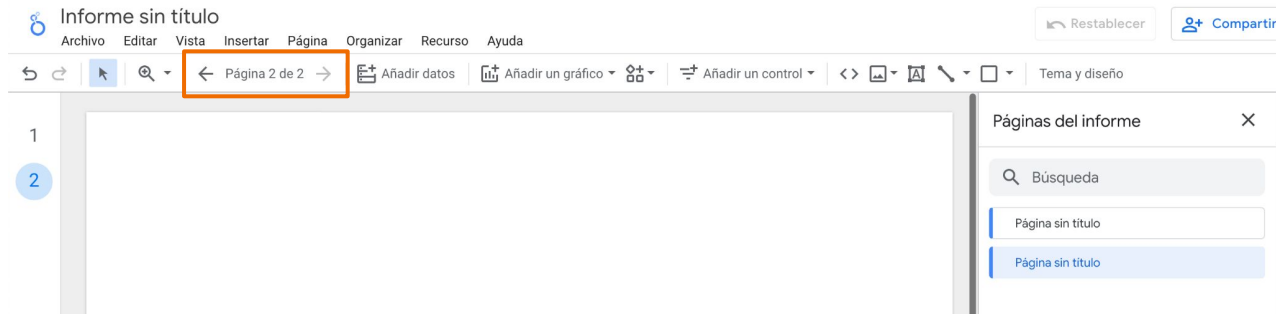 Informe sin título
Restablecer
Compartir
Archivo Editar Vista Insertar Página Organizar Recurso Ayuda
Página 2 de 2 Añadir datos Añadir un gráfico Añadir un control Tema y diseño
Páginas del informe
1
2
Búsqueda
Página sin título
Página sin título